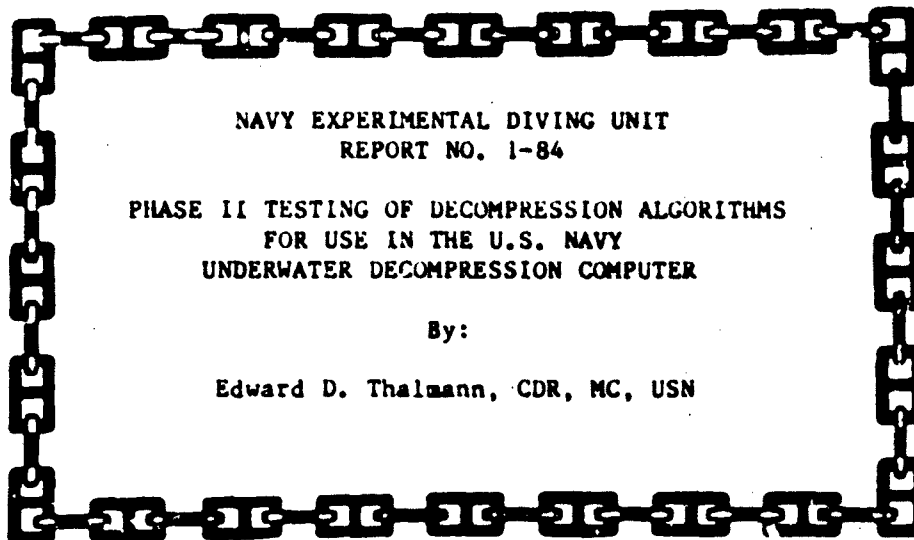 NAVY EXPERIMENTAL DIVING UNIT
REPORT NO. 1-84
PHASE II TESTING OF DECOMPRESSION ALGORITHMS
FOR USE IN THE U.S. NAVY
UNDERWATER DECOMPRESSION COMPUTER
By:
Edward D. Thalmann, CDR, MC, USN